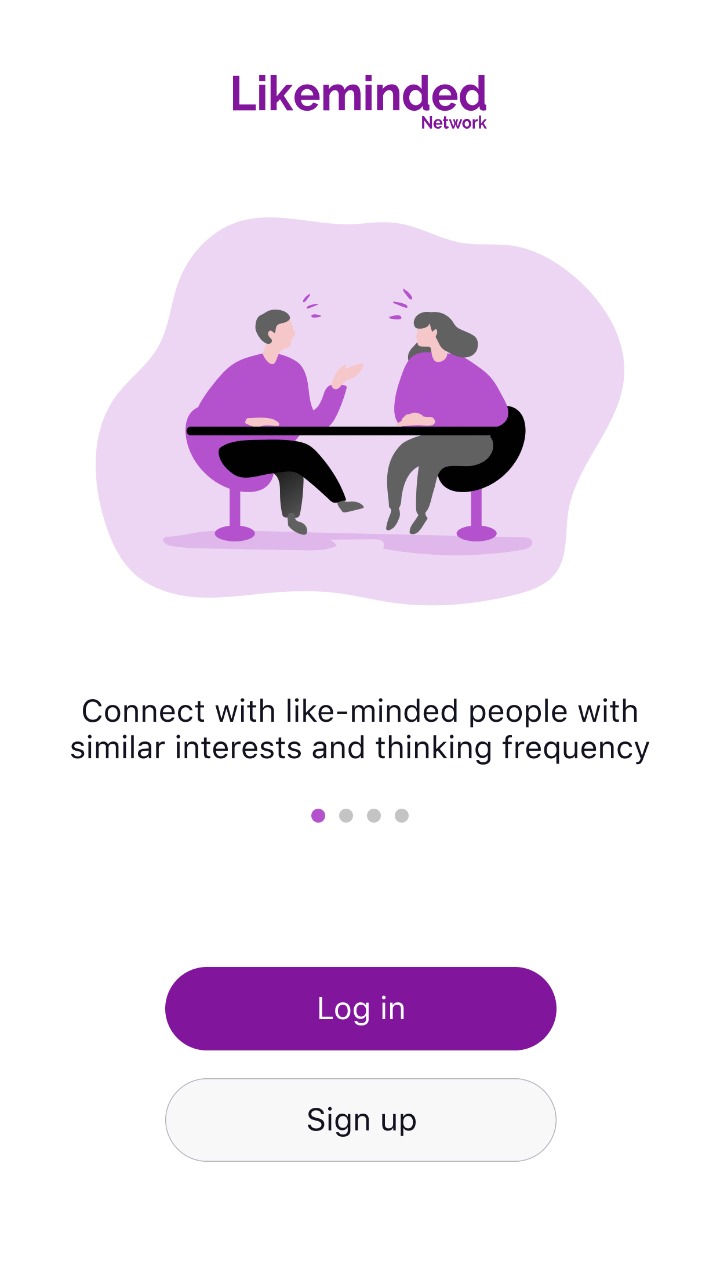 Likeminded
Network
Connect with like-minded people with
similar interests and thinking frequency
Log in
Sign up